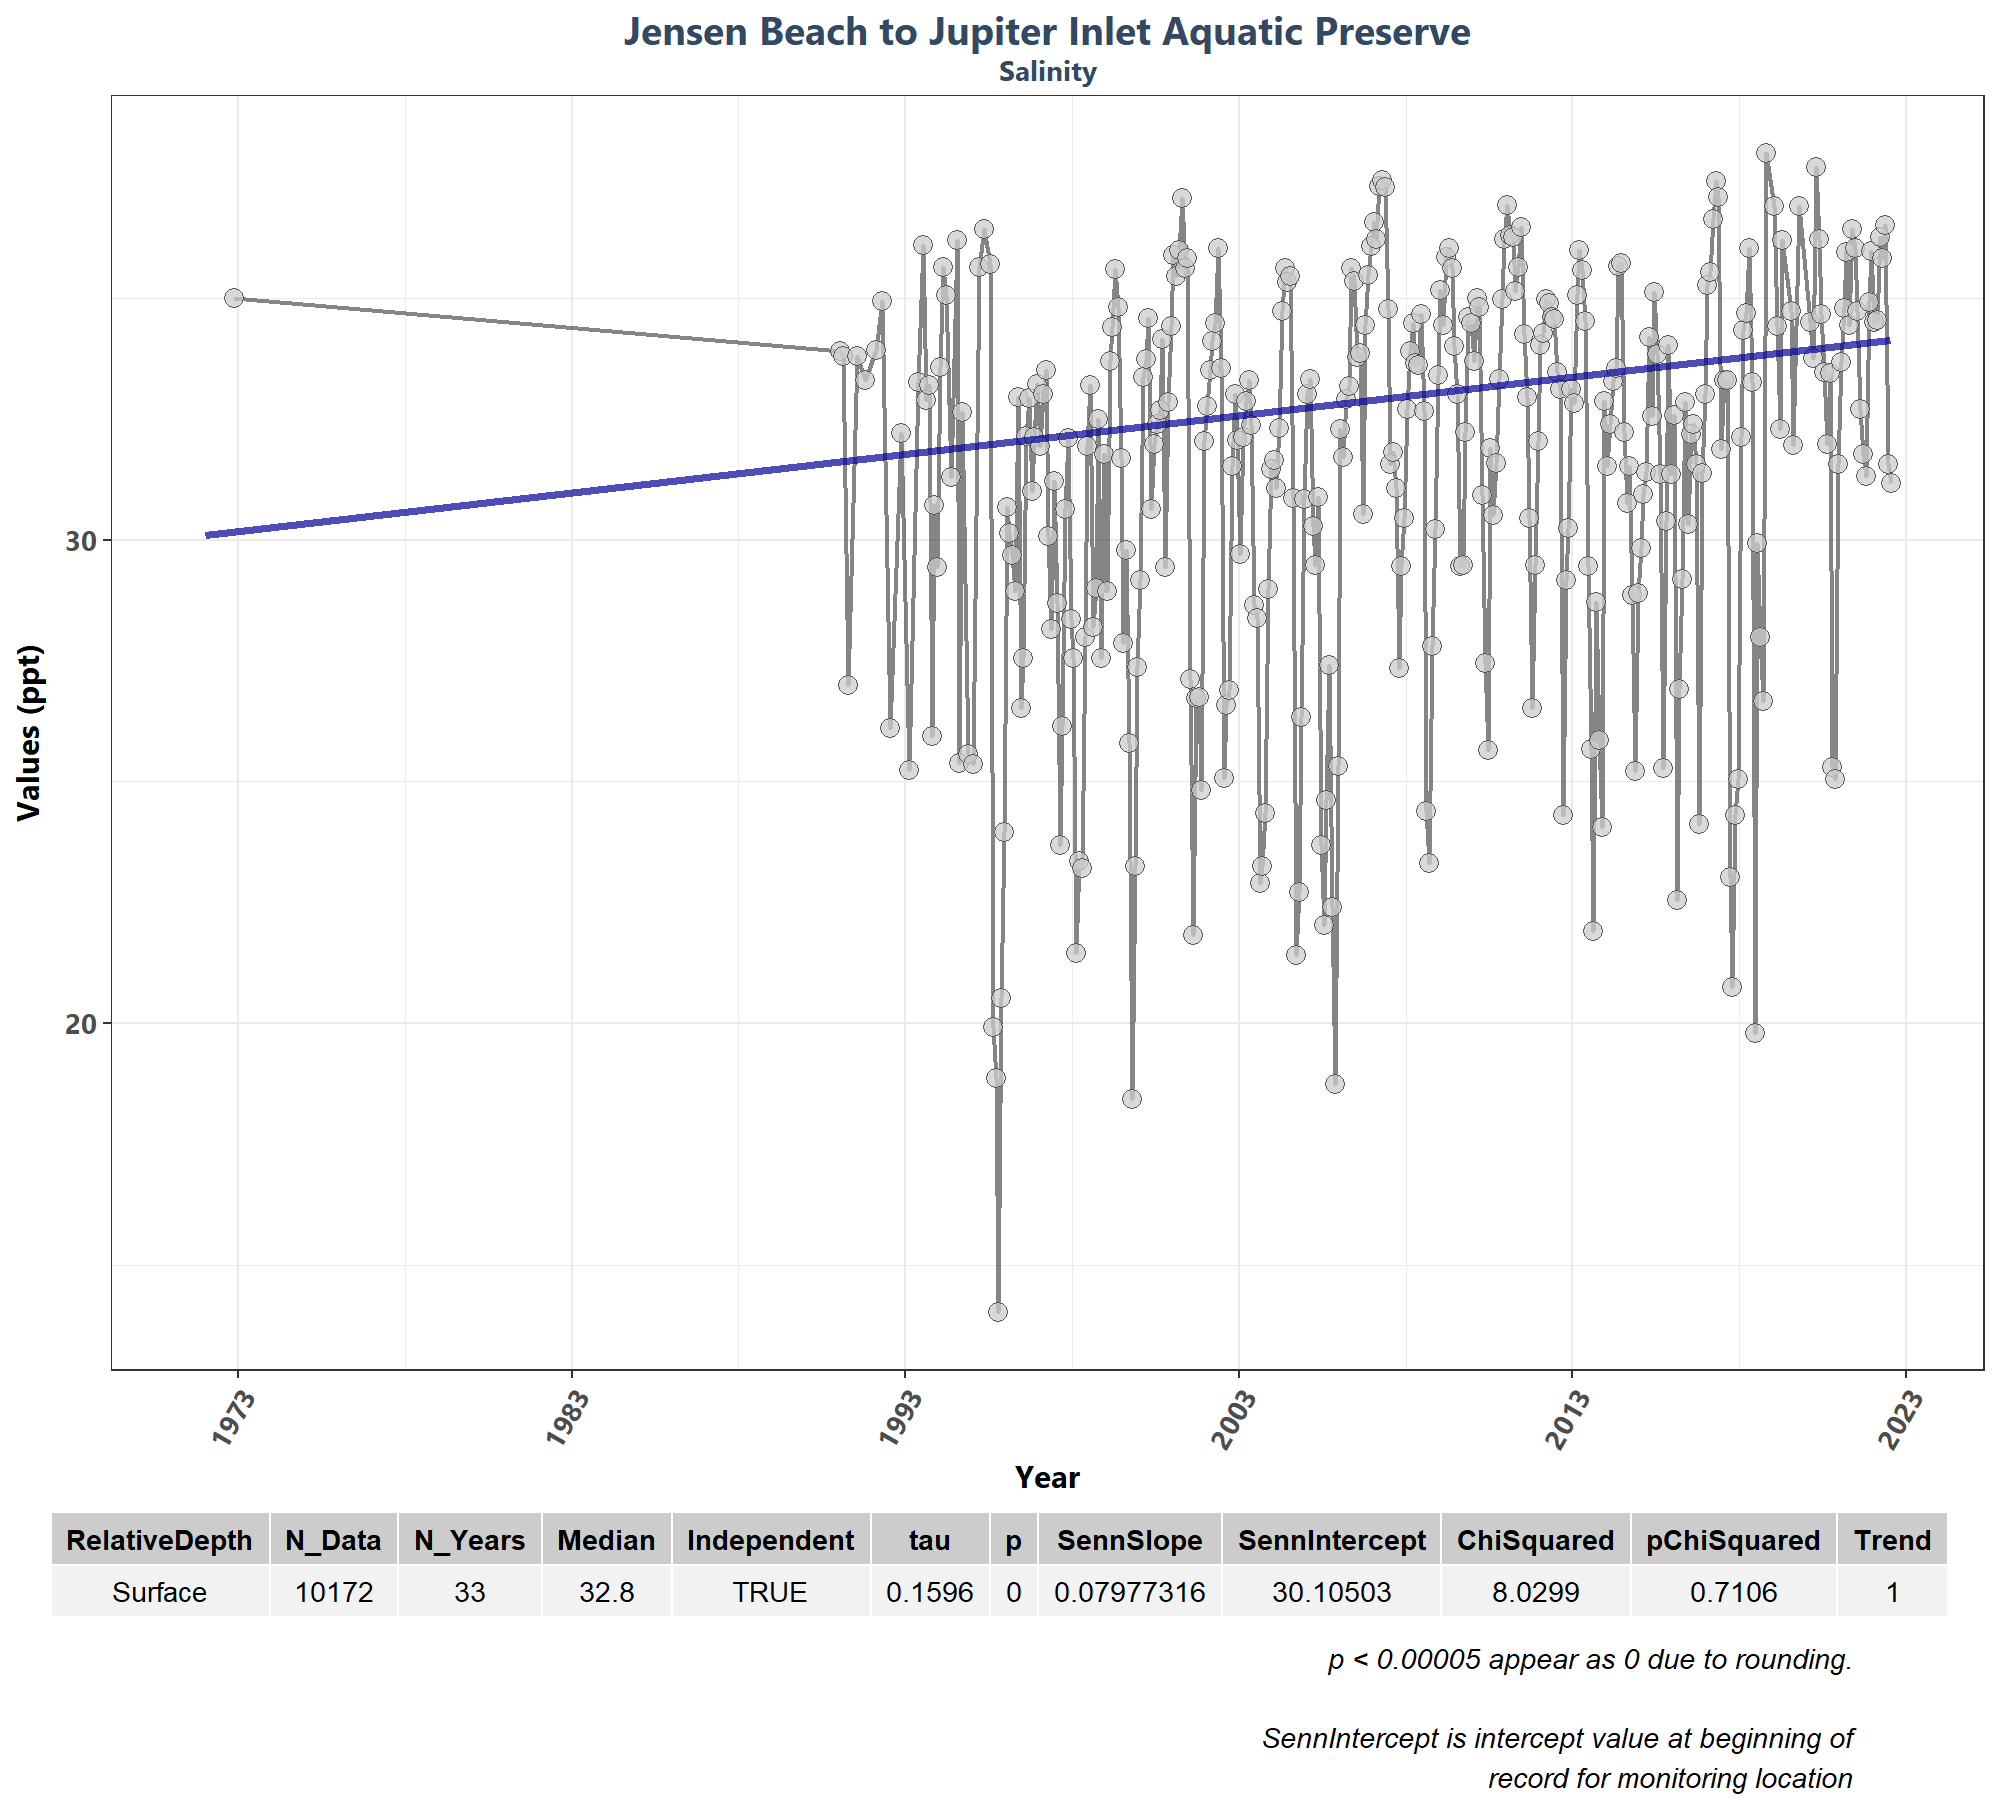 Jensen Beach to Jupiter Inlet Aquatic Preserve
Salinity
Values (ppt)
30
20
1973 1983 1993 2003 2013 2023
Year
RelativeDepth N_Data N_Years Median Independent tau p SennSlope SennIntercept ChiSquared pChiSquared Trend
Surface 10172 33 32.8 TRUE 0.1596 0 0.07977316 30.10503 8.0299 0.7106 1
p < 0.00005 appear as 0 due to rounding.
SennIntercept is intercept value at beginning of
record for monitoring location